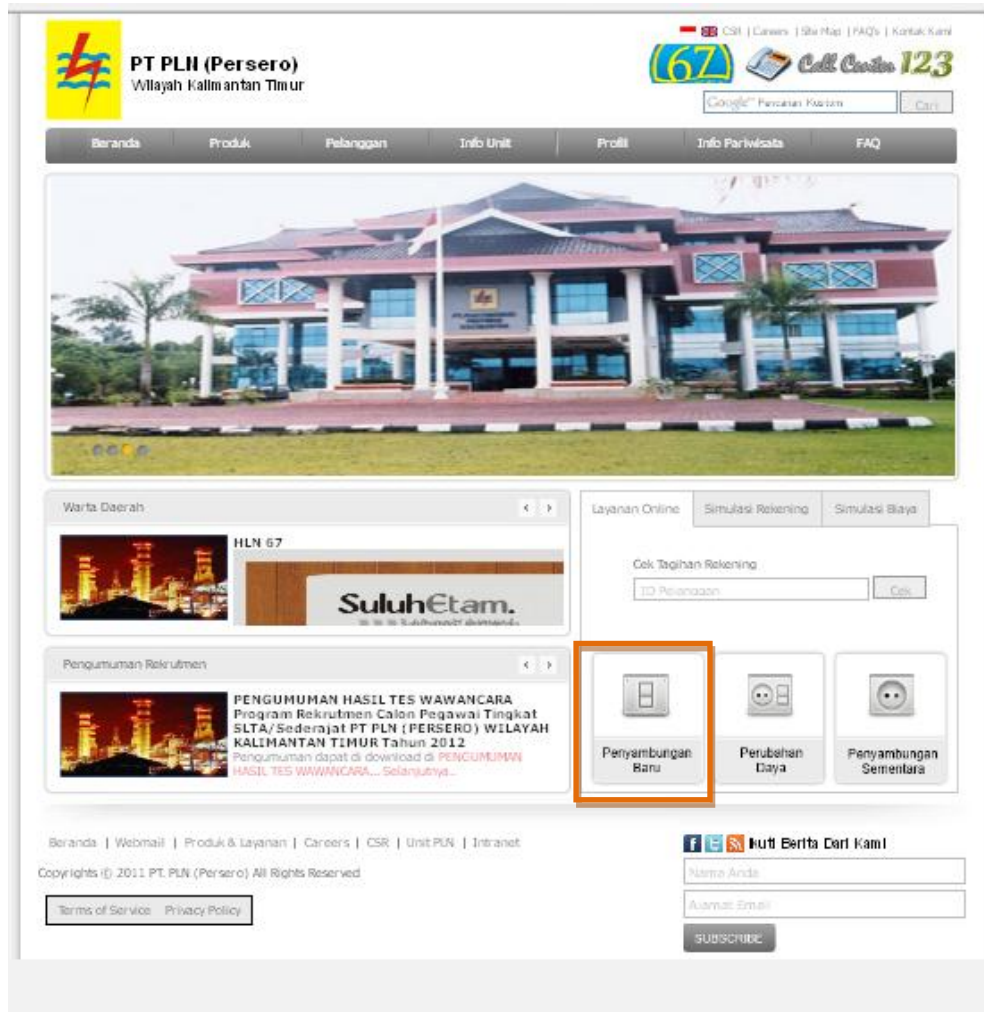 CSR | Careers | Site Map | FAQ's | Kontak Kami
PT PLN (Persero)
Wilayah Kalimantan Timur
67
Call Center 123
Google™ Pencarian Kustom
Cari
Beranda Produk Pelanggan Info Unit Profil Info Pariwisata FAQ
Warta Daerah
HLN 67
SuluhEtam.
Layanan Online Simulasi Rekening Simulasi Biaya
Cek Tagihan Rekening
ID Pelanggan
Cek
Pengumuman Rekrutmen
PENGUMUMAN HASIL TES WAWANCARA
Program Rekrutmen Calon Pegawai Tingkat
SLTA/Sederajat PT PLN (PERSERO) WILAYAH
KALIMANTAN TIMUR Tahun 2012
Pengumuman dapat di download di PENGUMUMAN
HASIL TES WAWANCARA... Selanjutnya..
Penyambungan
Baru
Perubahan
Daya
Penyambungan
Sementara
Beranda | Webmail | Produk & Layanan | Careers | CSR | Unit PLN | Intranet
Copyrights © 2011 PT. PLN (Persero) All Rights Reserved
Terms of Service Privacy Policy
Ikuti Berita Dari Kami
Nama Anda
Alamat Email
SUBSCRIBE